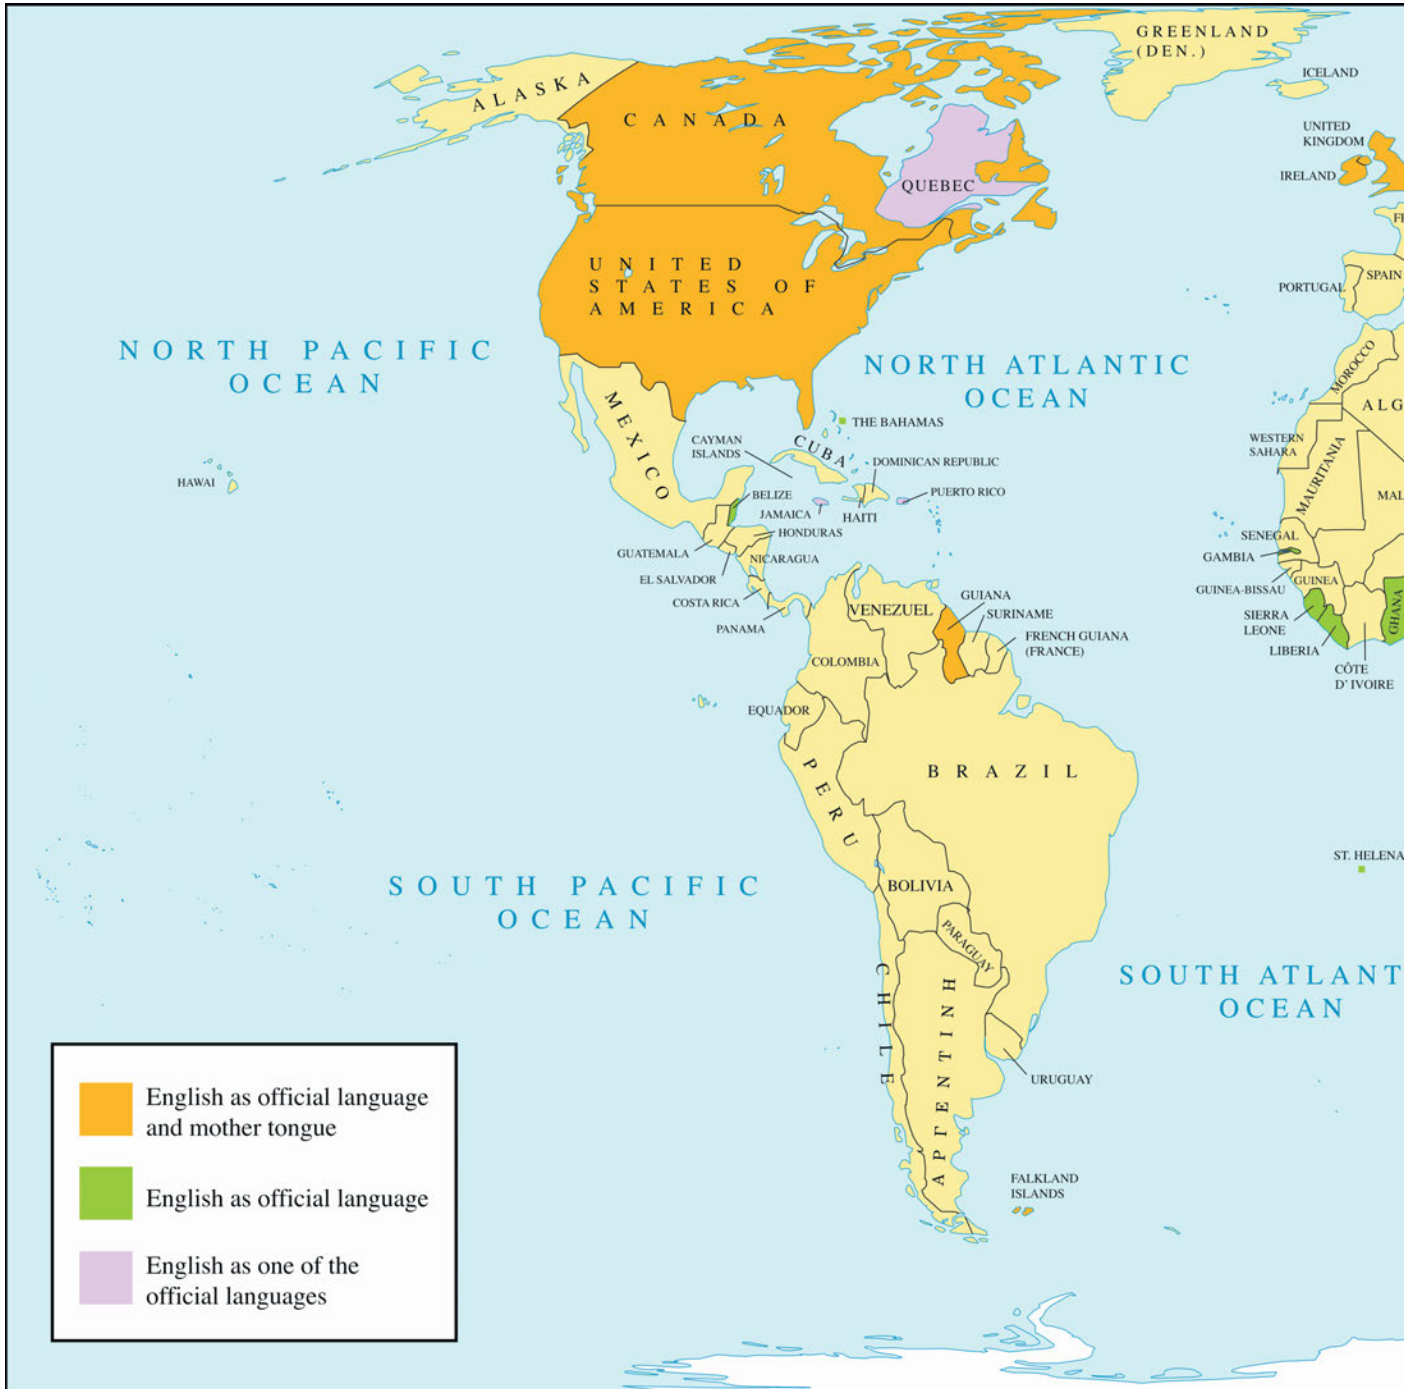 GREENLAND
(DEN.)
ICELAND
ALASKA
CANADA
UNITED
KINGDOM
QUEBEC
IRELAND
UNITED
STATES OF
AMERICA
SPAIN
PORTUGAL
NORTH PACIFIC
OCEAN
NORTH ATLANTIC
OCEAN
MOROCCO
ALG
MEXICO
THE BAHAMAS
CAYMAN
ISLANDS
CUBA
DOMINICAN REPUBLIC
WESTERN
SAHARA
MAURITANIA
HAWAI
BELIZE
PUERTO RICO
MAL
JAMAICA
HAITI
HONDURAS
SENEGAL
GUATEMALA
NICARAGUA
GAMBIA
EL SALVADOR
GUINEA
GUINEA-BISSAU
COSTA RICA
VENEZUEL
GUIANA
SURINAME
SIERRA
LEONE
GHANA
PANAMA
FRENCH GUIANA
(FRANCE)
LIBERIA
COLOMBIA
CÔTE
D' IVOIRE
EQUADOR
PERU
BRAZIL
ST. HELENA
SOUTH PACIFIC
OCEAN
BOLIVIA
PARAGUAY
SOUTH ATLANT
OCEAN
CHILE
АРГЕNTINH
URUGUAY
English as official language
and mother tongue
FALKLAND
ISLANDS
English as official language
English as one of the
official languages